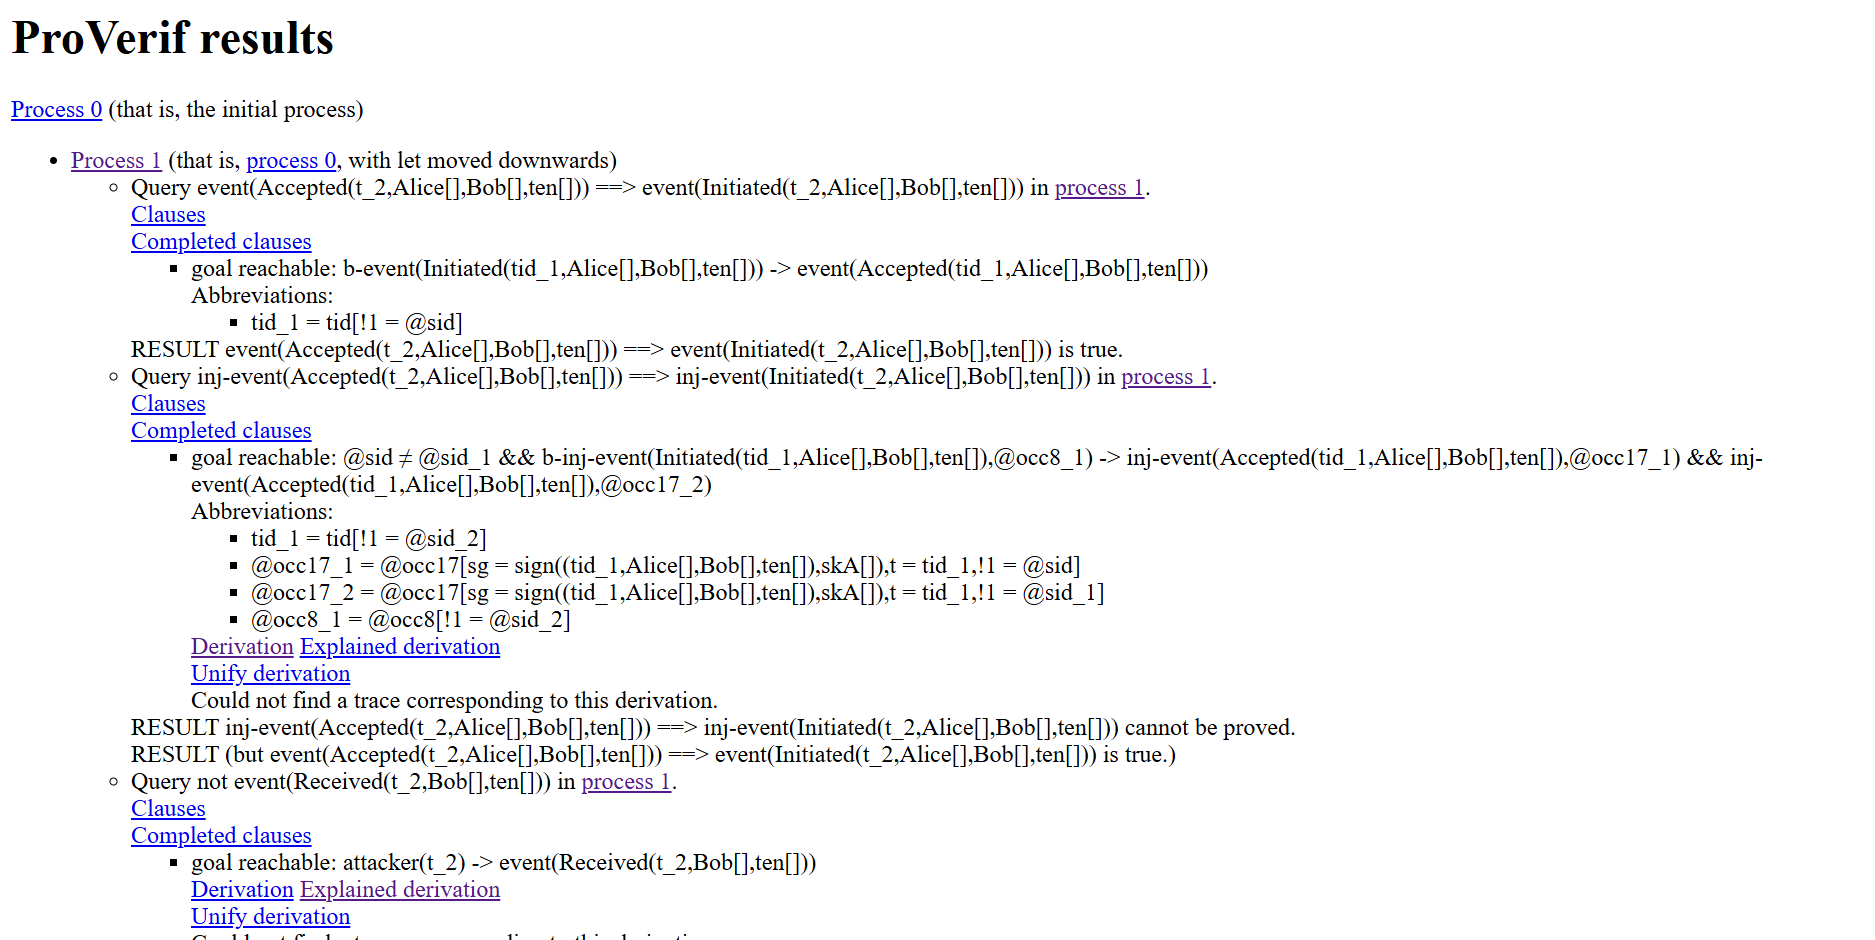 ProVerif results
Process 0 (that is, the initial process)
• Process 1 (that is, process 0, with let moved downwards)
◦ Query event(Accepted(t_2,Alice[],Bob[],ten[])) ==> event(Initiated(t_2,Alice[],Bob[],ten[])) in process 1.
Clauses
Completed clauses
▪ goal reachable: b-event(Initiated(tid_1,Alice[],Bob[],ten[])) -> event(Accepted(tid_1,Alice[],Bob[],ten[]))
Abbreviations:
▪ tid_1 = tid[!1 = @sid]
RESULT event(Accepted(t_2,Alice[],Bob[],ten[])) ==> event(Initiated(t_2,Alice[],Bob[],ten[])) is true.
◦ Query inj-event(Accepted(t_2,Alice[],Bob[],ten[])) ==> inj-event(Initiated(t_2,Alice[],Bob[],ten[])) in process 1.
Clauses
Completed clauses
▪ goal reachable: @sid ≠ @sid_1 && b-inj-event(Initiated(tid_1,Alice[],Bob[],ten[]),@occ8_1) -> inj-event(Accepted(tid_1,Alice[],Bob[],ten[]),@occ17_1) && inj-
event(Accepted(tid_1,Alice[],Bob[],ten[]),@occ17_2)
Abbreviations:
▪ tid_1 = tid[!1 = @sid_2]
▪ @occ17_1 = @occ17[sg = sign((tid_1,Alice[],Bob[],ten[]),skA[]),t = tid_1,!1 = @sid]
▪ @occ17_2 = @occ17[sg = sign((tid_1,Alice[],Bob[],ten[]),skA[]),t = tid_1,!1 = @sid_1]
▪ @occ8_1 = @occ8[!1 = @sid_2]
Derivation Explained derivation
Unify derivation
Could not find a trace corresponding to this derivation.
RESULT inj-event(Accepted(t_2,Alice[],Bob[],ten[])) ==> inj-event(Initiated(t_2,Alice[],Bob[],ten[])) cannot be proved.
RESULT (but event(Accepted(t_2,Alice[],Bob[],ten[])) ==> event(Initiated(t_2,Alice[],Bob[],ten[])) is true.)
◦ Query not event(Received(t_2,Bob[],ten[])) in process 1.
Clauses
Completed clauses
▪ goal reachable: attacker(t_2) -> event(Received(t_2,Bob[],ten[]))
Derivation Explained derivation
Unify derivation